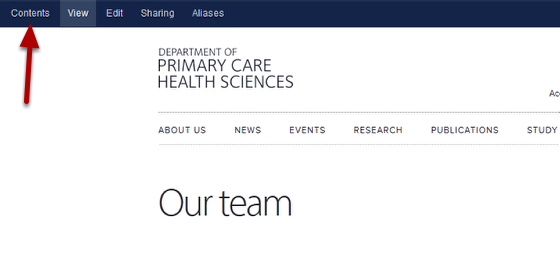 Contents View Edit Sharing Aliases
DEPARTMENT OF
PRIMARY CARE
HEALTH SCIENCES
ABOUT US NEWS EVENTS RESEARCH PUBLICATIONS STUDY
Our team